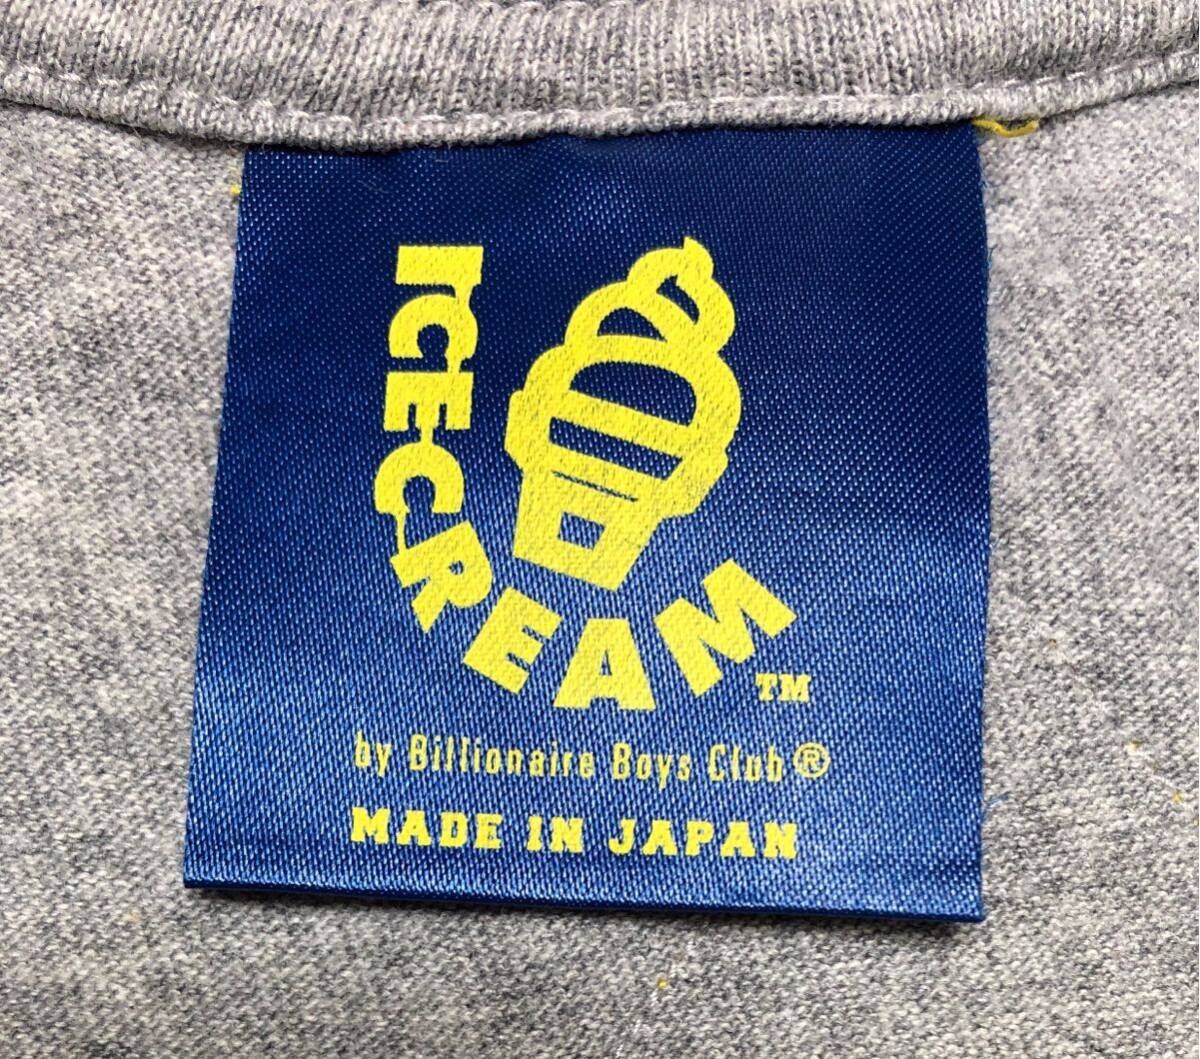 ICECREAM™
by Billionaire Boys Club®
MADE IN JAPAN